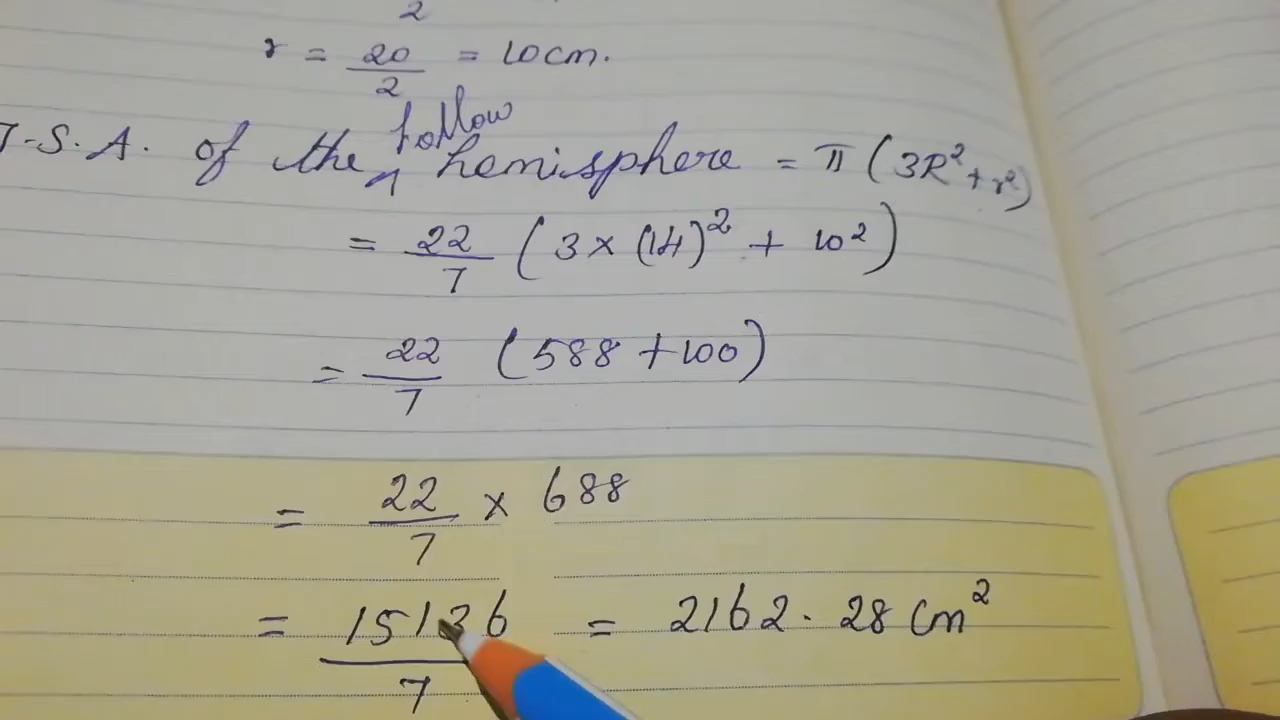 2
r = 20/2 = 10cm.
T.S.A. of the hollow hemisphere = π (3R² + r²)
= 22/7 (3 × (14)² + 10²)
= 22/7 (588 + 100)
= 22/7 × 688
= 15136/7 = 2162.28 cm²